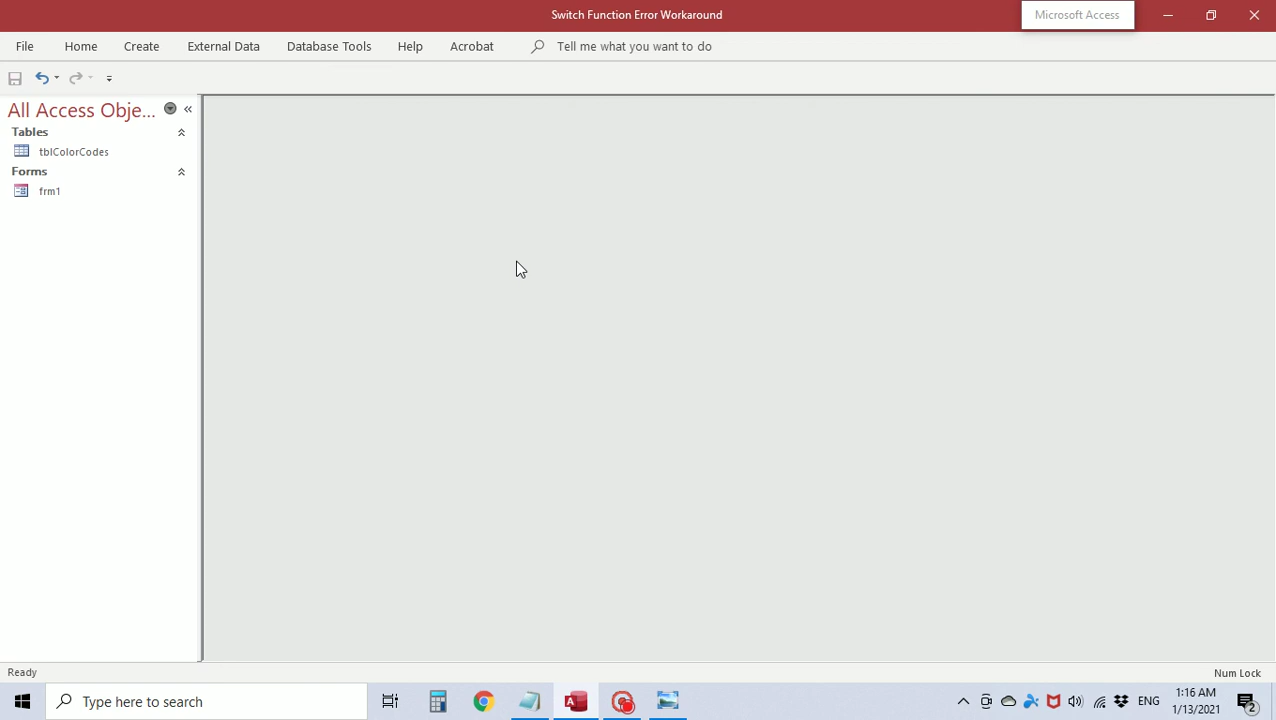 Switch Function Error Workaround
Microsoft Access
File Home Create External Data Database Tools Help Acrobat Tell me what you want to do
All Access Obje...
Tables
tblColorCodes
Forms
frm1
Ready
Num Lock
Type here to search
ENG
1:16 AM
1/13/2021
2